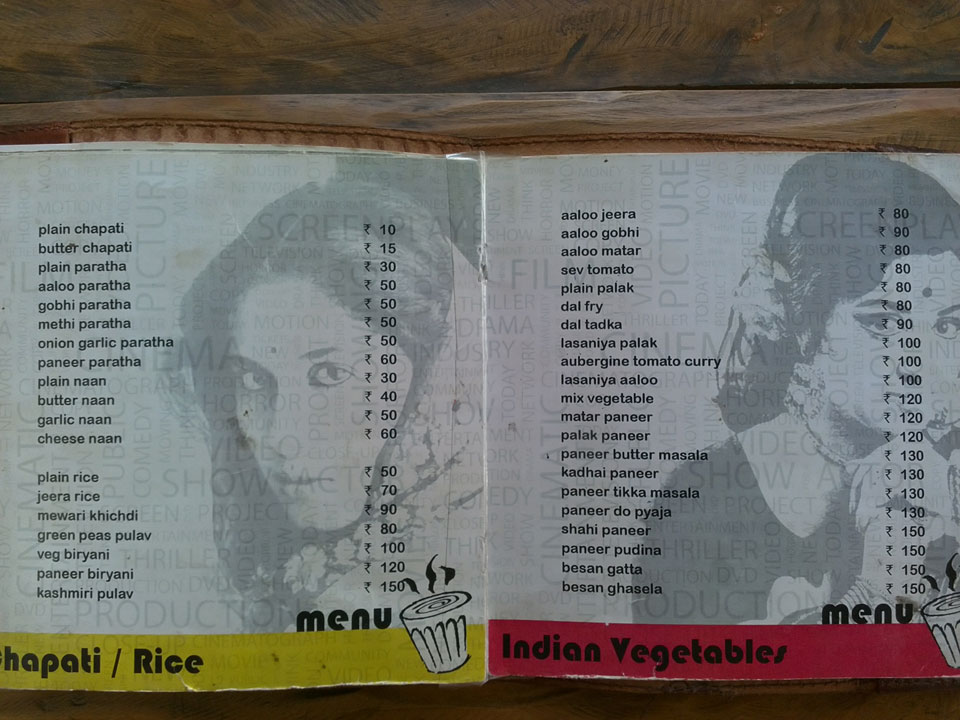 plain chapati ₹ 10
butter chapati ₹ 15
plain paratha ₹ 30
aaloo paratha ₹ 50
gobhi paratha ₹ 50
methi paratha ₹ 50
onion garlic paratha ₹ 50
paneer paratha ₹ 60
plain naan ₹ 30
butter naan ₹ 40
garlic naan ₹ 50
cheese naan ₹ 60
plain rice ₹ 50
jeera rice ₹ 70
mewari khichdi ₹ 90
green peas pulav ₹ 80
veg biryani ₹ 100
paneer biryani ₹ 120
kashmiri pulav ₹ 150
menu
Chapati / Rice
aaloo jeera ₹ 80
aaloo gobhi ₹ 90
aaloo matar ₹ 80
sev tomato ₹ 80
plain palak ₹ 80
dal fry ₹ 80
dal tadka ₹ 90
lasaniya palak ₹ 100
aubergine tomato curry ₹ 100
lasaniya aaloo ₹ 100
mix vegetable ₹ 120
matar paneer ₹ 120
palak paneer ₹ 120
paneer butter masala ₹ 130
kadhai paneer ₹ 130
paneer tikka masala ₹ 130
paneer do pyaja ₹ 130
shahi paneer ₹ 150
paneer pudina ₹ 150
besan gatta ₹ 150
besan ghasela ₹ 150
menu
Indian Vegetables